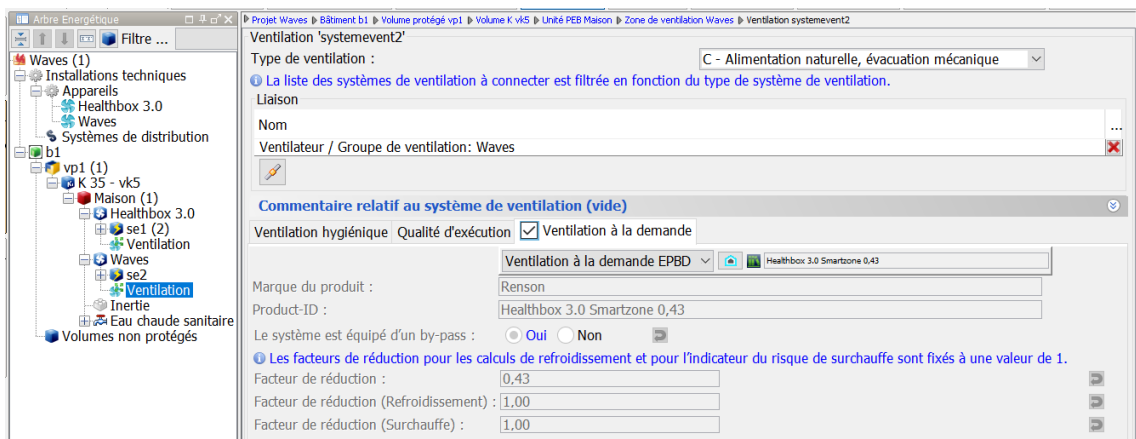 Arbre Energétique
Filtre ...
Waves (1)
Installations techniques
Appareils
Healthbox 3.0
Waves
Systèmes de distribution
b1
vp1 (1)
K 35 - vk5
Maison (1)
Healthbox 3.0
se1 (2)
Ventilation
Waves
se2
Ventilation
Inertie
Eau chaude sanitaire
Volumes non protégés
Projet Waves Bâtiment b1 Volume protégé vp1 Volume K vk5 Unité PEB Maison Zone de ventilation Waves Ventilation systemevent2
Ventilation 'systemevent2'
Type de ventilation : C - Alimentation naturelle, évacuation mécanique
La liste des systèmes de ventilation à connecter est filtrée en fonction du type de système de ventilation.
Liaison
Nom ...
Ventilateur / Groupe de ventilation: Waves
Commentaire relatif au système de ventilation (vide)
Ventilation hygiénique Qualité d'exécution Ventilation à la demande
Ventilation à la demande EPBD Healthbox 3.0 Smartzone 0,43
Marque du produit : Renson
Product-ID : Healthbox 3.0 Smartzone 0,43
Le système est équipé d'un by-pass : Oui Non
Les facteurs de réduction pour les calculs de refroidissement et pour l'indicateur du risque de surchauffe sont fixés à une valeur de 1.
Facteur de réduction : 0,43
Facteur de réduction (Refroidissement) : 1,00
Facteur de réduction (Surchauffe) : 1,00